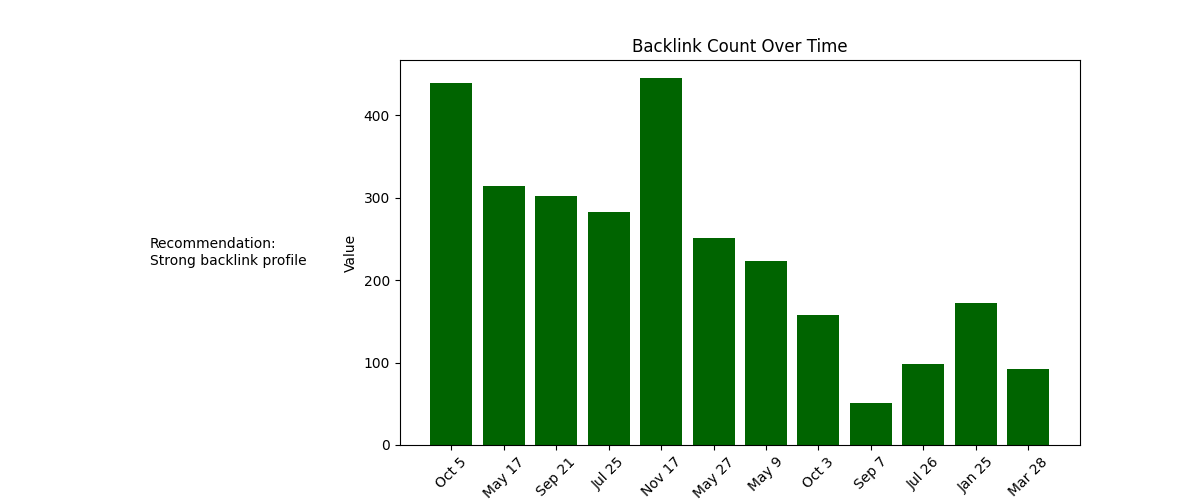 Backlink Count Over Time
Recommendation:
Strong backlink profile
Value
400
300
200
100
0
Oct 5
May 17
Sep 21
Jul 25
Nov 17
May 27
May 9
Oct 3
Sep 7
Jul 26
Jan 25
Mar 28